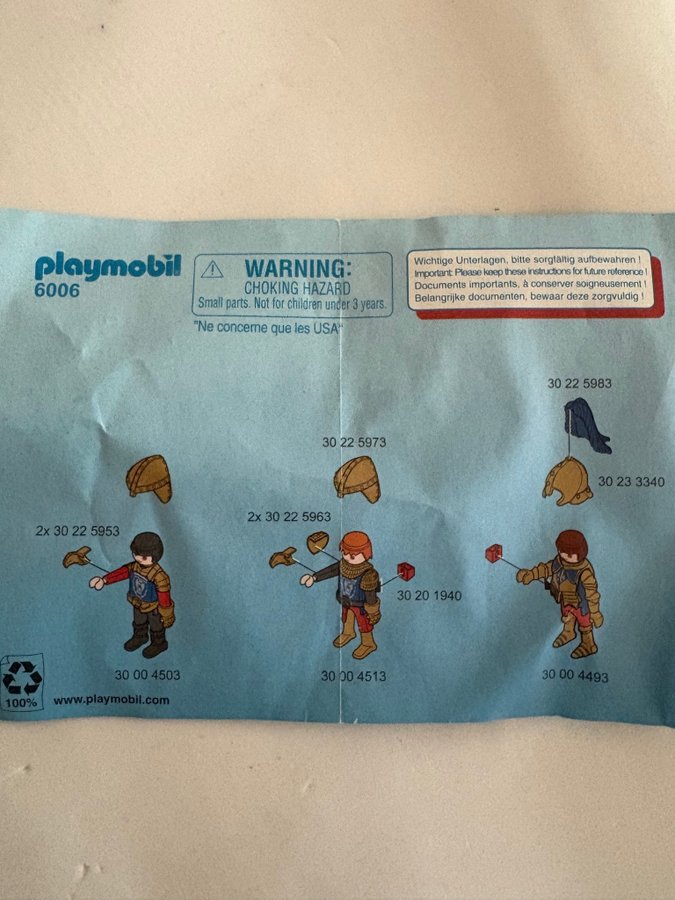 playmobil
6006
WARNING:
CHOKING HAZARD
Small parts. Not for children under 3 years.
"Ne concerne que les USA"
Wichtige Unterlagen, bitte sorgfältig aufbewahren !
Important: Please keep these instructions for future reference !
Documents importants, à conserver soigneusement !
Belangrijke documenten, bewaar deze zorgvuldig !
30 22 5983
30 22 5973
30 23 3340
2x 30 22 5953
2x 30 22 5963
30 20 1940
30 00 4503
30 00 4513
30 00 4493
100%
www.playmobil.com